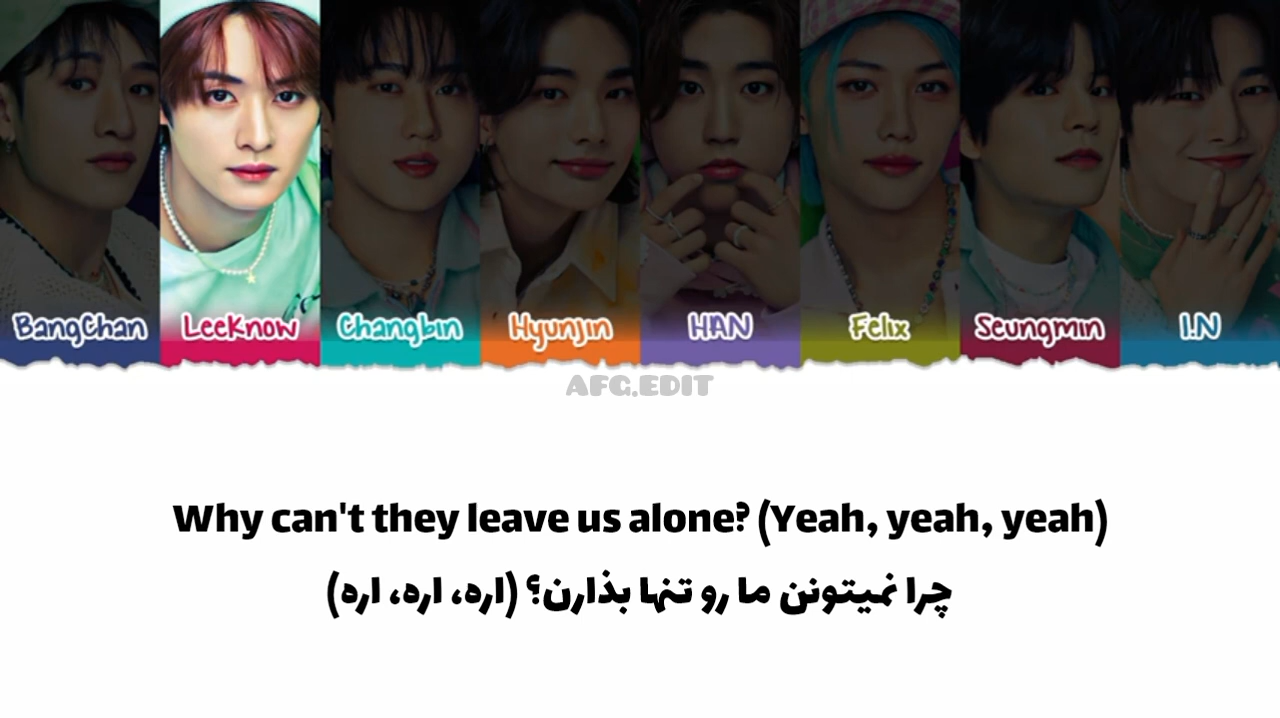 BangChan LeeKnow Changbin Hyunjin HAN Felix Seungmin I.N
AFG.EDIT
Why can't they leave us alone? (Yeah, yeah, yeah)
چرا نمیتونن ما رو تنها بذارن؟ (اره، اره، اره)